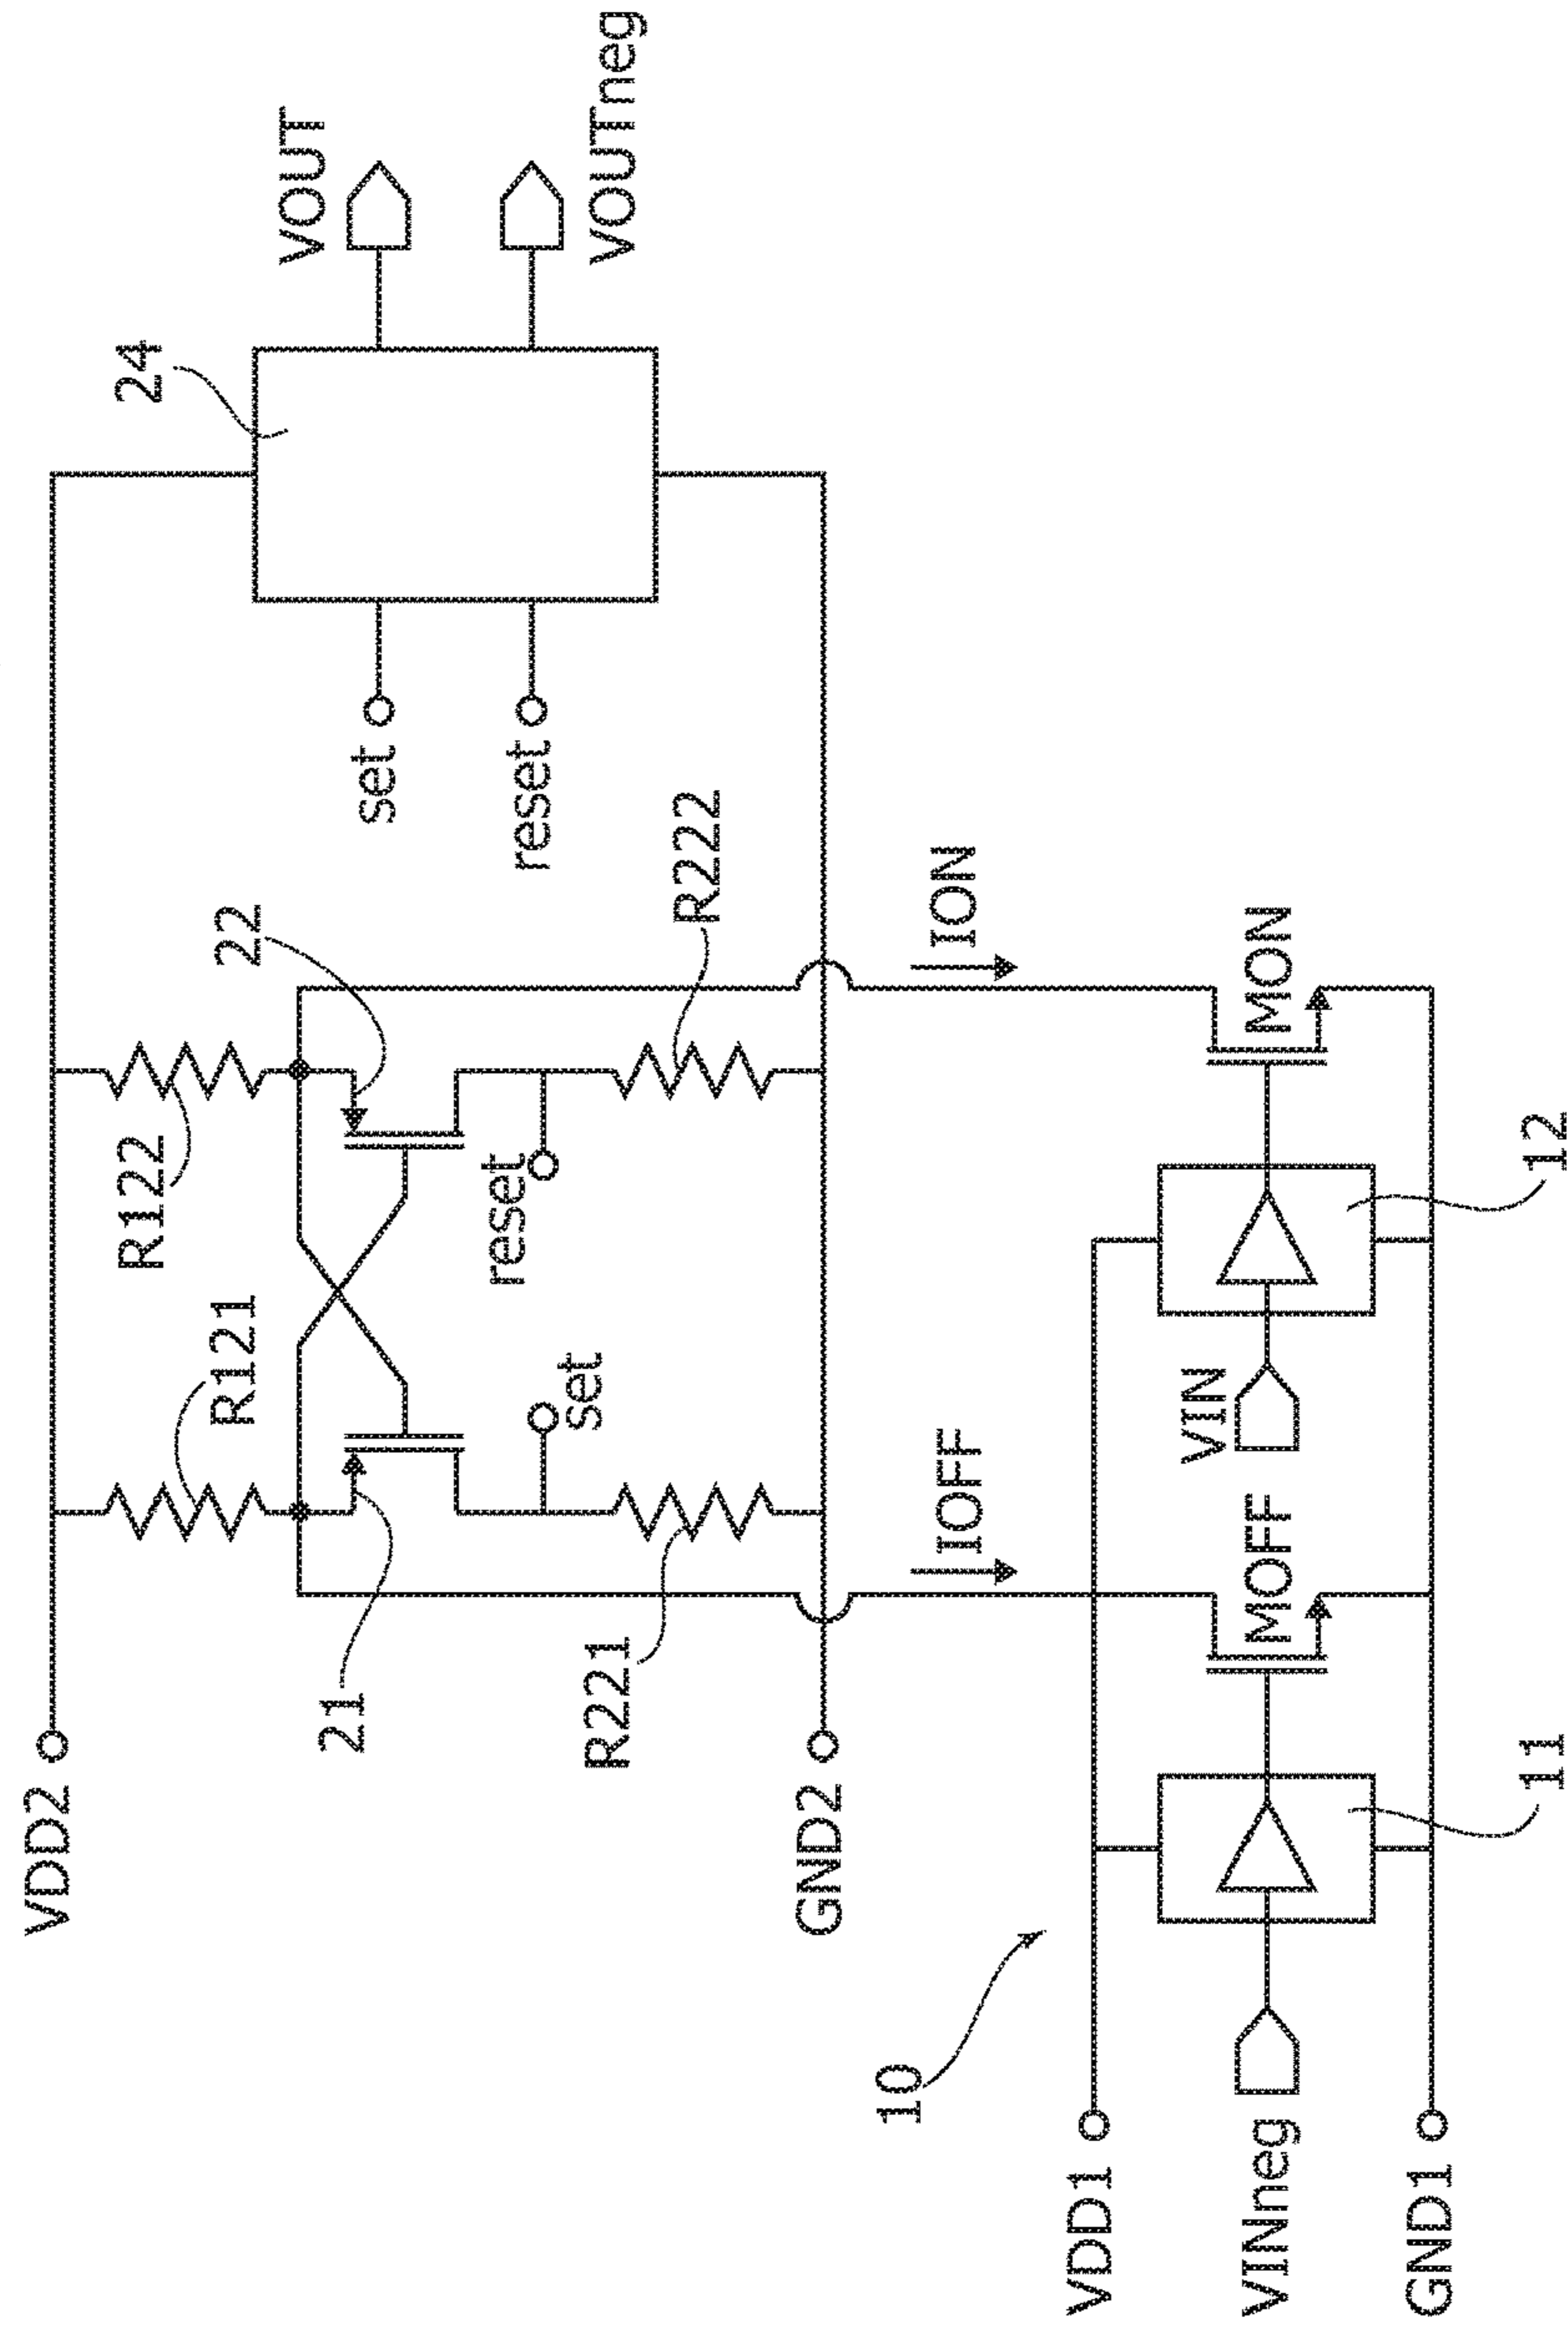 VDD2
R121
R122
22
21
set
reset
R221
R222
GND2
set
reset
24
VOUT
VOUTneg
IOFF
ION
10
VDD1
VINneg
GND1
11
MOFF
VIN
12
MON